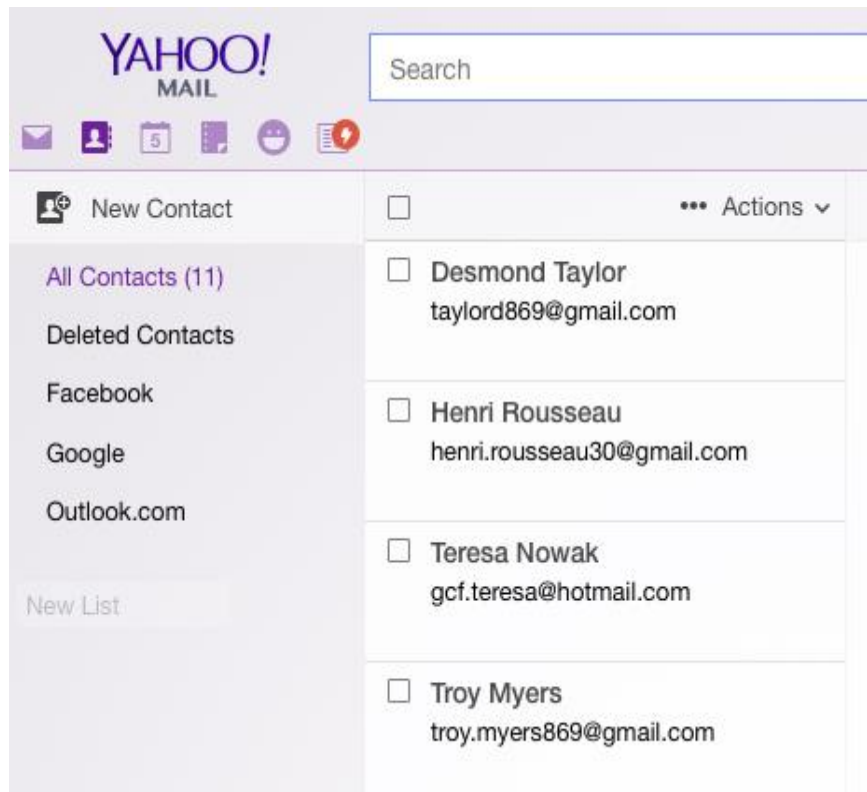 YAHOO!
MAIL
Search
5
New Contact
••• Actions
All Contacts (11)
Deleted Contacts
Facebook
Google
Outlook.com
New List
Desmond Taylor
taylord869@gmail.com
Henri Rousseau
henri.rousseau30@gmail.com
Teresa Nowak
gcf.teresa@hotmail.com
Troy Myers
troy.myers869@gmail.com